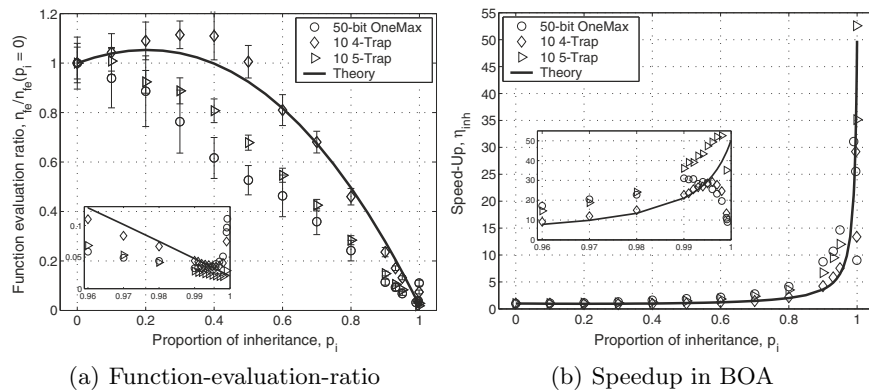 Function evaluation ratio, n_fe/n_fe(p_i = 0)
1.2
1.0
0.8
0.6
0.4
0.2
0
50-bit OneMax
10 4-Trap
10 5-Trap
Theory
0.1
0.05
0
0.96 0.97 0.98 0.99 1
0 0.2 0.4 0.6 0.8 1.0
Proportion of inheritance, p_i
(a) Function-evaluation-ratio
Speed-Up, η_inh
55
50
45
40
35
30
25
20
15
10
5
0
50-bit OneMax
10 4-Trap
10 5-Trap
Theory
50
40
30
20
10
0
0.96 0.97 0.98 0.99 1
0 0.2 0.4 0.6 0.8 1.0
Proportion of inheritance, p_i
(b) Speedup in BOA